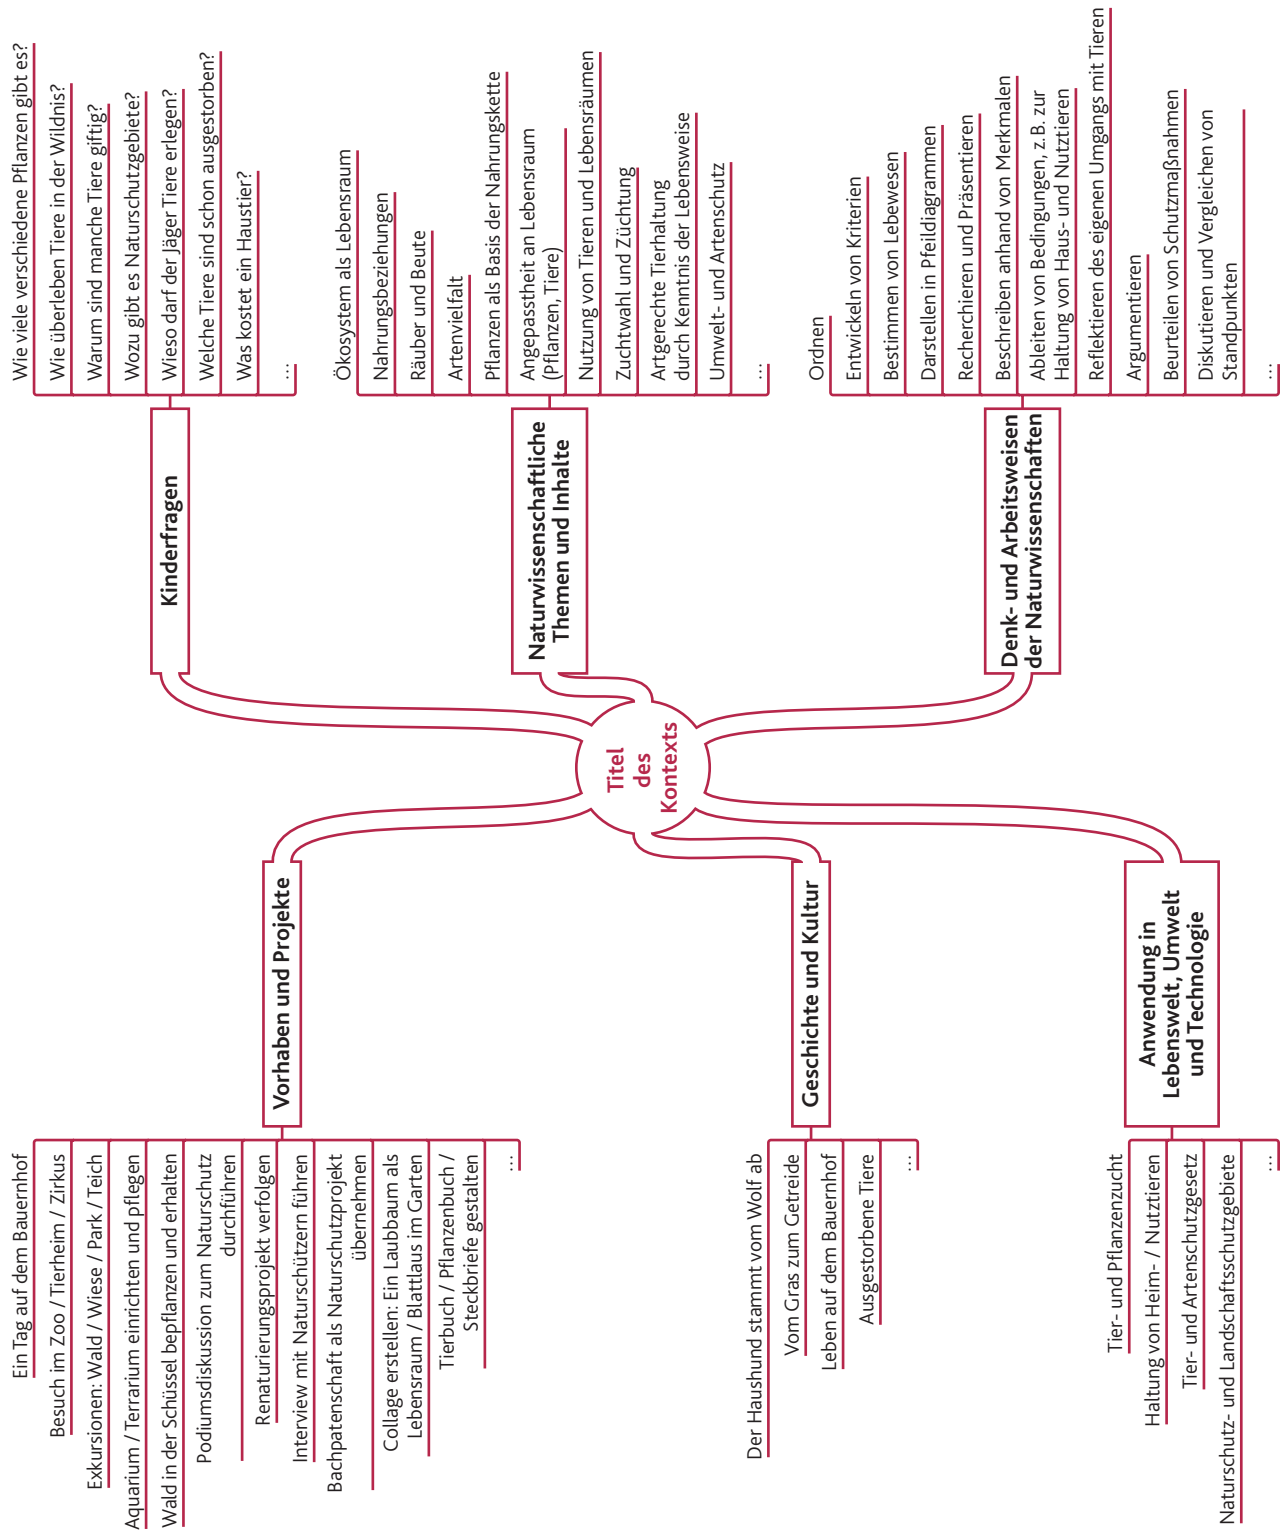 Titel
des
Kontexts
Vorhaben und Projekte
Ein Tag auf dem Bauernhof
Besuch im Zoo / Tierheim / Zirkus
Exkursionen: Wald / Wiese / Park / Teich
Aquarium / Terrarium einrichten und pflegen
Wald in der Schüssel bepflanzen und erhalten
Podiumsdiskussion zum Naturschutz
durchführen
Renaturierungsprojekt verfolgen
Interview mit Naturschützern führen
Bachpatenschaft als Naturschutzprojekt
übernehmen
Collage erstellen: Ein Laubbaum als
Lebensraum / Blattlaus im Garten
Tierbuch / Pflanzenbuch /
Steckbriefe gestalten
...
Geschichte und Kultur
Der Haushund stammt vom Wolf ab
Vom Gras zum Getreide
Leben auf dem Bauernhof
Ausgestorbene Tiere
...
Anwendung in
Lebenswelt, Umwelt
und Technologie
Tier- und Pflanzenzucht
Haltung von Heim- / Nutztieren
Tier- und Artenschutzgesetz
Naturschutz- und Landschaftsschutzgebiete
...
Kinderfragen
Wie viele verschiedene Pflanzen gibt es?
Wie überleben Tiere in der Wildnis?
Warum sind manche Tiere giftig?
Wozu gibt es Naturschutzgebiete?
Wieso darf der Jäger Tiere erlegen?
Welche Tiere sind schon ausgestorben?
Was kostet ein Haustier?
...
Naturwissenschaftliche
Themen und Inhalte
Ökosystem als Lebensraum
Nahrungsbeziehungen
Räuber und Beute
Artenvielfalt
Pflanzen als Basis der Nahrungskette
Angepasstheit an Lebensraum
(Pflanzen, Tiere)
Nutzung von Tieren und Lebensräumen
Zuchtwahl und Züchtung
Artgerechte Tierhaltung
durch Kenntnis der Lebensweise
Umwelt- und Artenschutz
...
Denk- und Arbeitsweisen
der Naturwissenschaften
Ordnen
Entwickeln von Kriterien
Bestimmen von Lebewesen
Darstellen in Pfeildiagrammen
Recherchieren und Präsentieren
Beschreiben anhand von Merkmalen
Ableiten von Bedingungen, z.B. zur
Haltung von Haus- und Nutztieren
Reflektieren des eigenen Umgangs mit Tieren
Argumentieren
Beurteilen von Schutzmaßnahmen
Diskutieren und Vergleichen von
Standpunkten
...